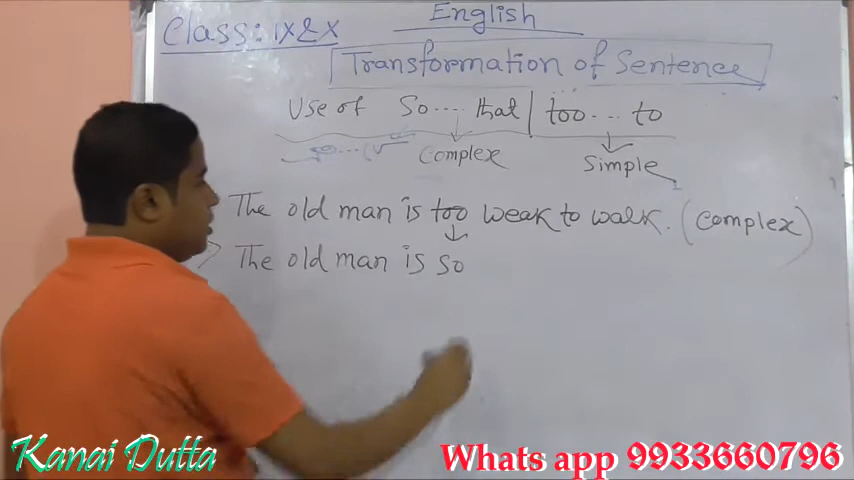 English
Class: IX & X
Transformation of Sentence
Use of So.... that | too... to
Complex
Simple
The old man is too weak to walk. (Complex)
The old man is so
Kanai Dutta
Whats app 9933660796